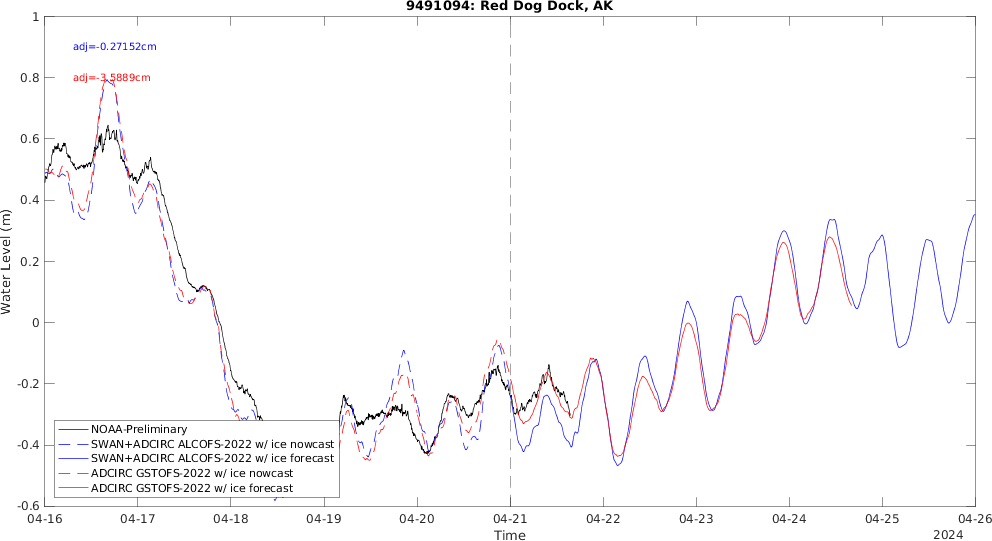 9491094: Red Dog Dock, AK
adj=-0.27152cm
adj=-3.5889cm
1
0.8
0.6
0.4
0.2
0
-0.2
-0.4
-0.6
Water Level (m)
NOAA-Preliminary
SWAN+ADCIRC ALCOFS-2022 w/ ice nowcast
SWAN+ADCIRC ALCOFS-2022 w/ ice forecast
ADCIRC GSTOFS-2022 w/ ice nowcast
ADCIRC GSTOFS-2022 w/ ice forecast
04-16 04-17 04-18 04-19 04-20 04-21 04-22 04-23 04-24 04-25 04-26
Time
2024